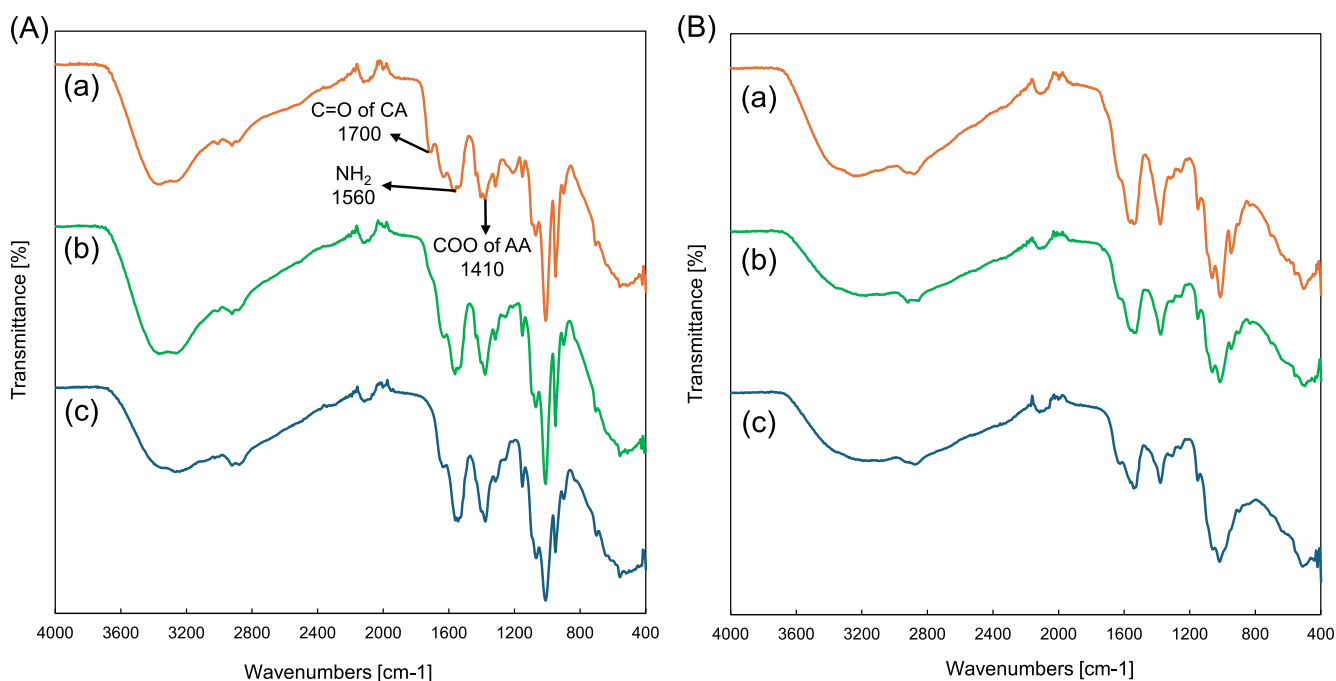 (A)
(a)
C=O of CA
1700
NH₂
1560
COO of AA
1410
(b)
(c)
Transmittance [%]
4000 3600 3200 2800 2400 2000 1600 1200 800 400
Wavenumbers [cm-1]
(B)
(a)
(b)
(c)
Transmittance [%]
4000 3600 3200 2800 2400 2000 1600 1200 800 400
Wavenumbers [cm-1]